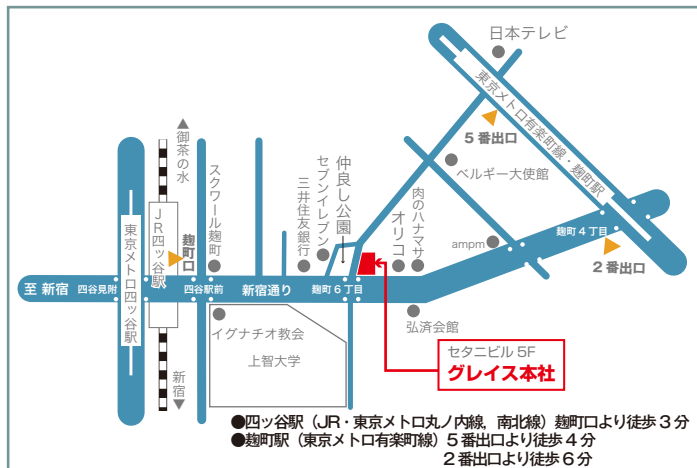 日本テレビ
東京メトロ有楽町線・麹町駅
5番出口
ベルギー大使館
▲御茶の水
スクワール麹町
三井住友銀行
セブンイレブン
仲良し公園
肉のハナマサ
オリコ
ampm
麹町4丁目
2番出口
JR四ッ谷駅
麹町口
東京メトロ四ッ谷駅
至 新宿
四谷見附
四谷駅前
新宿通り
麹町6丁目
弘済会館
イグナチオ教会
上智大学
新宿▼
セタニビル 5F
グレイス本社
●四ッ谷駅（JR・東京メトロ丸ノ内線，南北線）麹町口より徒歩3分
●麹町駅（東京メトロ有楽町線）5番出口より徒歩4分
2番出口より徒歩6分